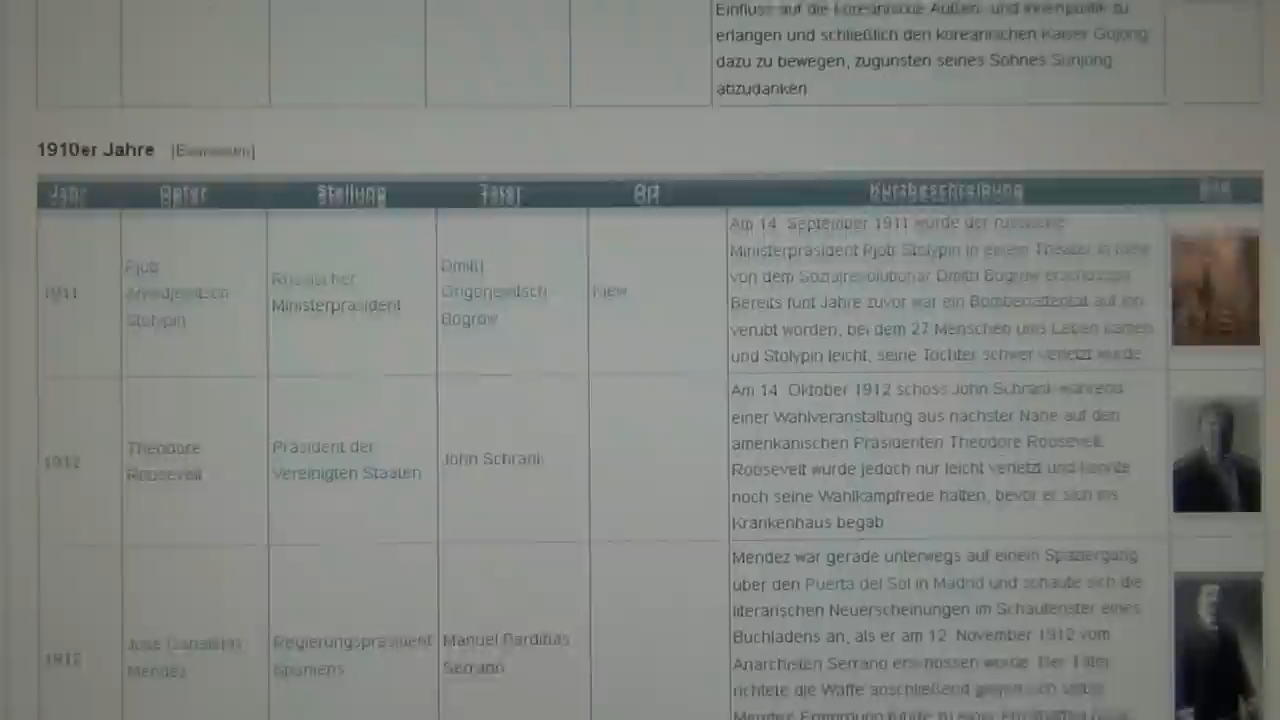 Einfluss auf die koreanische Außen- und Innenpolitik zu
erlangen und schließlich den koreanischen Kaiser Gojong
dazu zu bewegen, zugunsten seines Sohnes Sunjong
abzudanken
1910er Jahre [Bearbeiten]
Jahr Opfer Stellung Täter Ort Kurzbeschreibung Bild
1911
Pjotr
Arkadjewitsch
Stolypin
Russischer
Ministerpräsident
Dmitri
Grigorjewitsch
Bogrow
Kiew
Am 14. September 1911 wurde der russische
Ministerpräsident Pjotr Stolypin in einem Theater in Kiew
von dem Sozialrevolutionär Dmitri Bogrow erschossen.
Bereits fünf Jahre zuvor war ein Bombenattentat auf ihn
verübt worden, bei dem 27 Menschen ums Leben kamen
und Stolypin leicht, seine Tochter schwer verletzt wurde.
1912
Theodore
Roosevelt
Präsident der
Vereinigten Staaten
John Schrank
Am 14. Oktober 1912 schoss John Schrank während
einer Wahlveranstaltung aus nächster Nähe auf den
amerikanischen Präsidenten Theodore Roosevelt.
Roosevelt wurde jedoch nur leicht verletzt und konnte
noch seine Wahlkampfrede halten, bevor er sich ins
Krankenhaus begab
1912
José Canalejas
Méndez
Regierungspräsident
Spaniens
Manuel Pardiñas
Serrano
Méndez war gerade unterwegs auf einem Spaziergang
über den Puerta del Sol in Madrid und schaute sich die
literarischen Neuerscheinungen im Schaufenster eines
Buchladens an, als er am 12. November 1912 vom
Anarchisten Serrano erschossen wurde. Der Täter
richtete die Waffe anschließend gegen sich selbst.